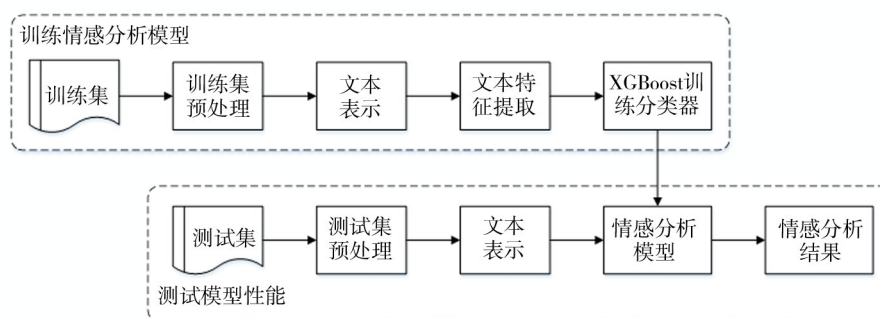 训练情感分析模型
训练集
训练集
预处理
文本
表示
文本特
征提取
XGBoost训
练分类器
测试集
测试集
预处理
文本
表示
情感分析
模型
情感分析
结果
测试模型性能